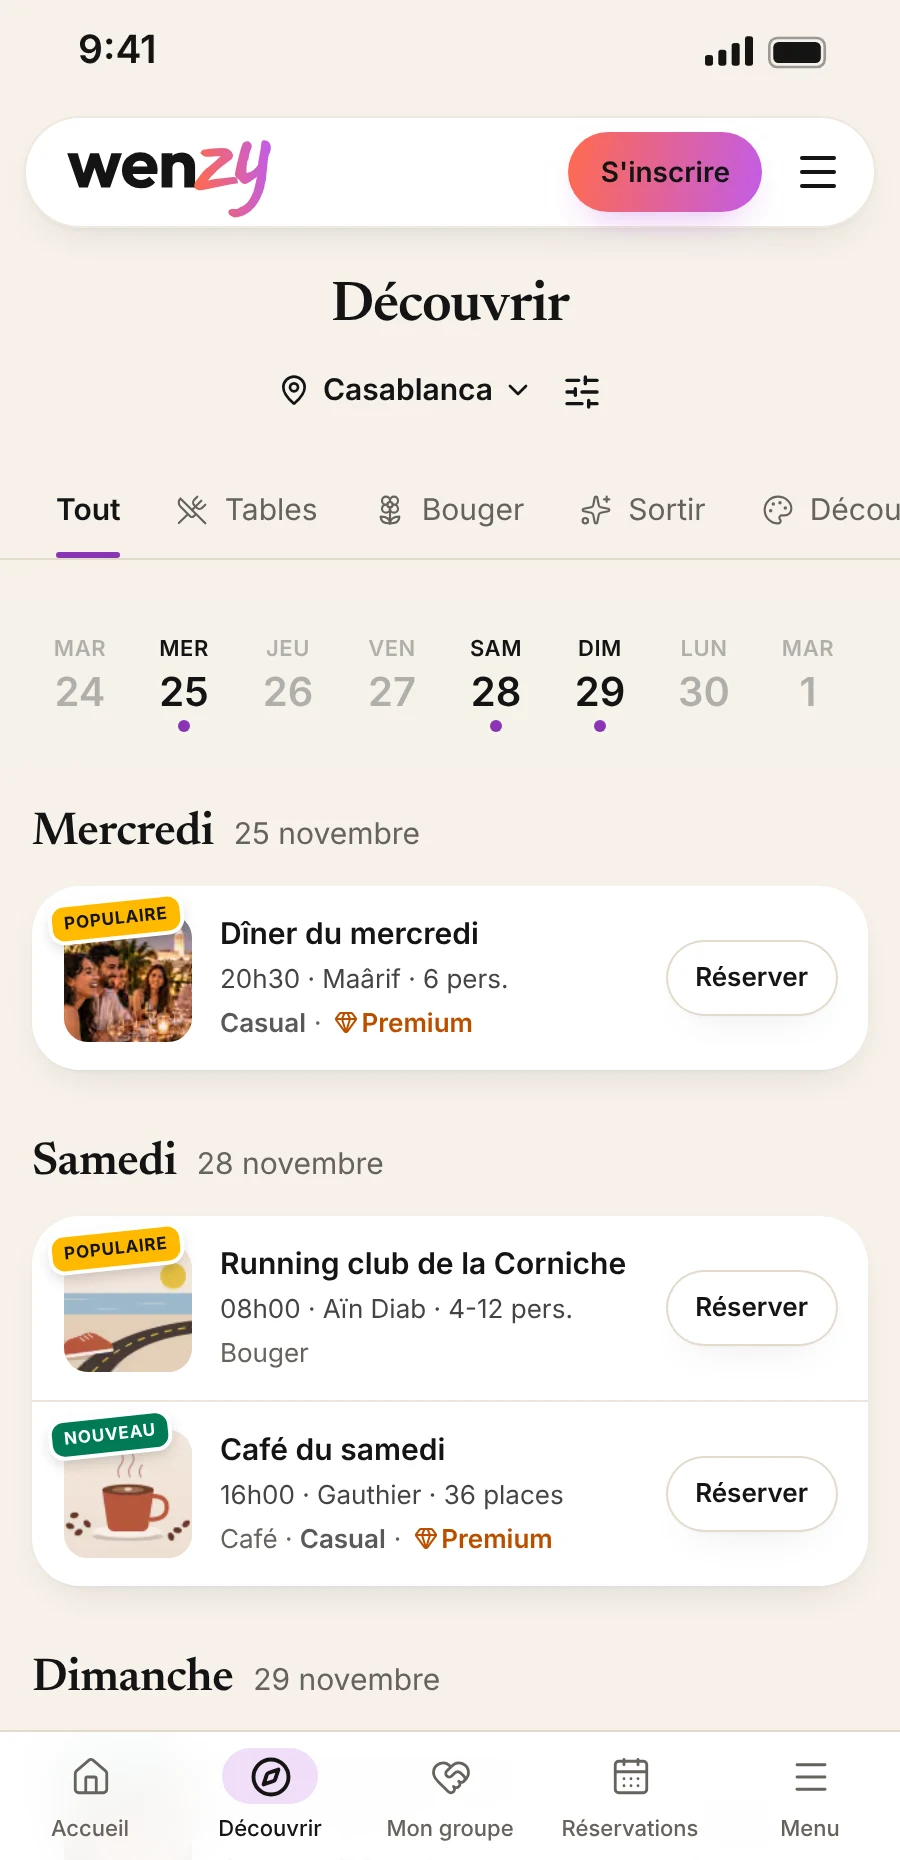 9:41
wenzy
S'inscrire
Découvrir
Casablanca
Tout Tables Bouger Sortir Décou
MAR MER JEU VEN SAM DIM LUN MAR
24 25 26 27 28 29 30 1
Mercredi 25 novembre
POPULAIRE
Dîner du mercredi
20h30 · Maârif · 6 pers.
Casual · Premium
Réserver
Samedi 28 novembre
POPULAIRE
Running club de la Corniche
08h00 · Aïn Diab · 4-12 pers.
Bouger
Réserver
NOUVEAU
Café du samedi
16h00 · Gauthier · 36 places
Café · Casual · Premium
Réserver
Dimanche 29 novembre
Accueil Découvrir Mon groupe Réservations Menu